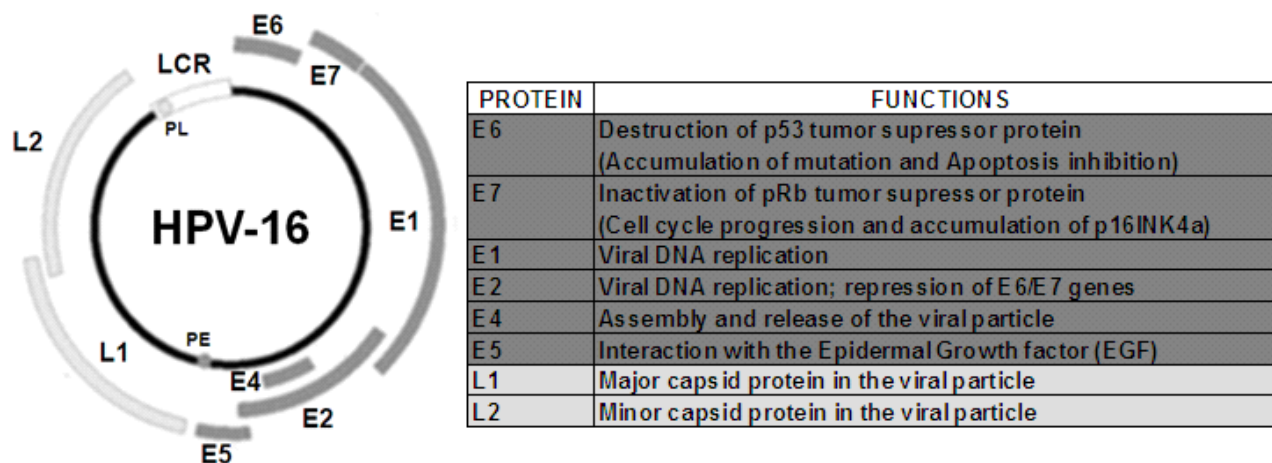 E6
LCR
E7
PL
L2
HPV-16
E1
PE
L1
E4
E2
E5
PROTEIN FUNCTIONS
E6 Destruction of p53 tumor supressor protein
(Accumulation of mutation and Apoptosis inhibition)
E7 Inactivation of pRb tumor supressor protein
(Cell cycle progression and accumulation of p16INK4a)
E1 Viral DNA replication
E2 Viral DNA replication; repression of E6/E7 genes
E4 Assembly and release of the viral particle
E5 Interaction with the Epidermal Growth factor (EGF)
L1 Major capsid protein in the viral particle
L2 Minor capsid protein in the viral particle